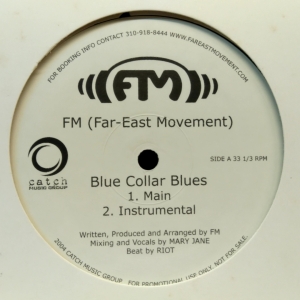 FOR BOOKING INFO CONTACT 310-918-8444 WWW.FAREASTMOVEMENT.COM
FM
FM (Far-East Movement)
catch
MUSIC GROUP
SIDE A 33 1/3 RPM
Blue Collar Blues
1. Main
2. Instrumental
Written, Produced and Arranged by FM
Mixing and Vocals by MARY JANE
Beat by RIOT
2004 CATCH MUSIC GROUP. FOR PROMOTIONAL USE ONLY. NOT FOR SALE.